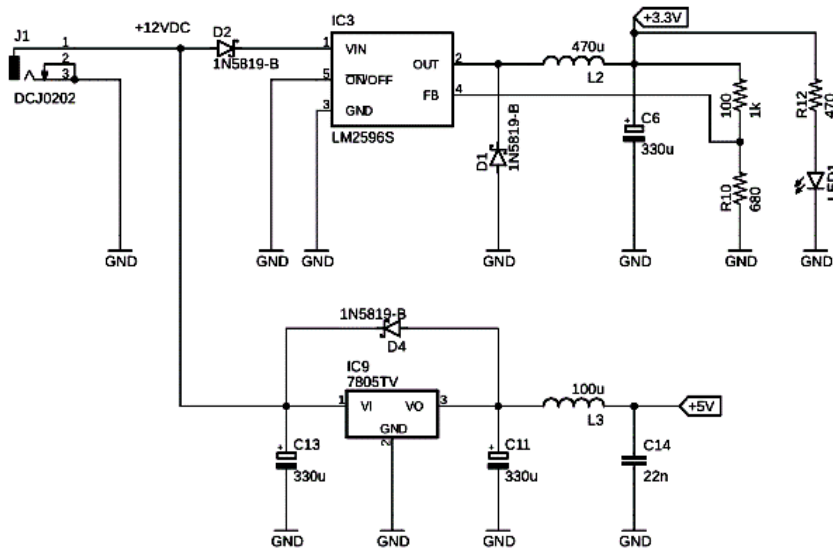 J1
1
2
3
DCJ0202
GND
+12VDC
D2
1N5819-B
IC3
1
VIN
5
ON/OFF
3
GND
OUT
2
FB
4
LM2596S
GND
GND
D1
1N5819-B
GND
470u
L2
+3.3V
C6
330u
100
1k
R10
680
GND
R12
470
LED1
GND
1N5819-B
D4
IC9
7805TV
1
VI
VO
3
GND
2
C13
330u
GND
GND
C11
330u
GND
100u
L3
+5V
C14
22n
GND